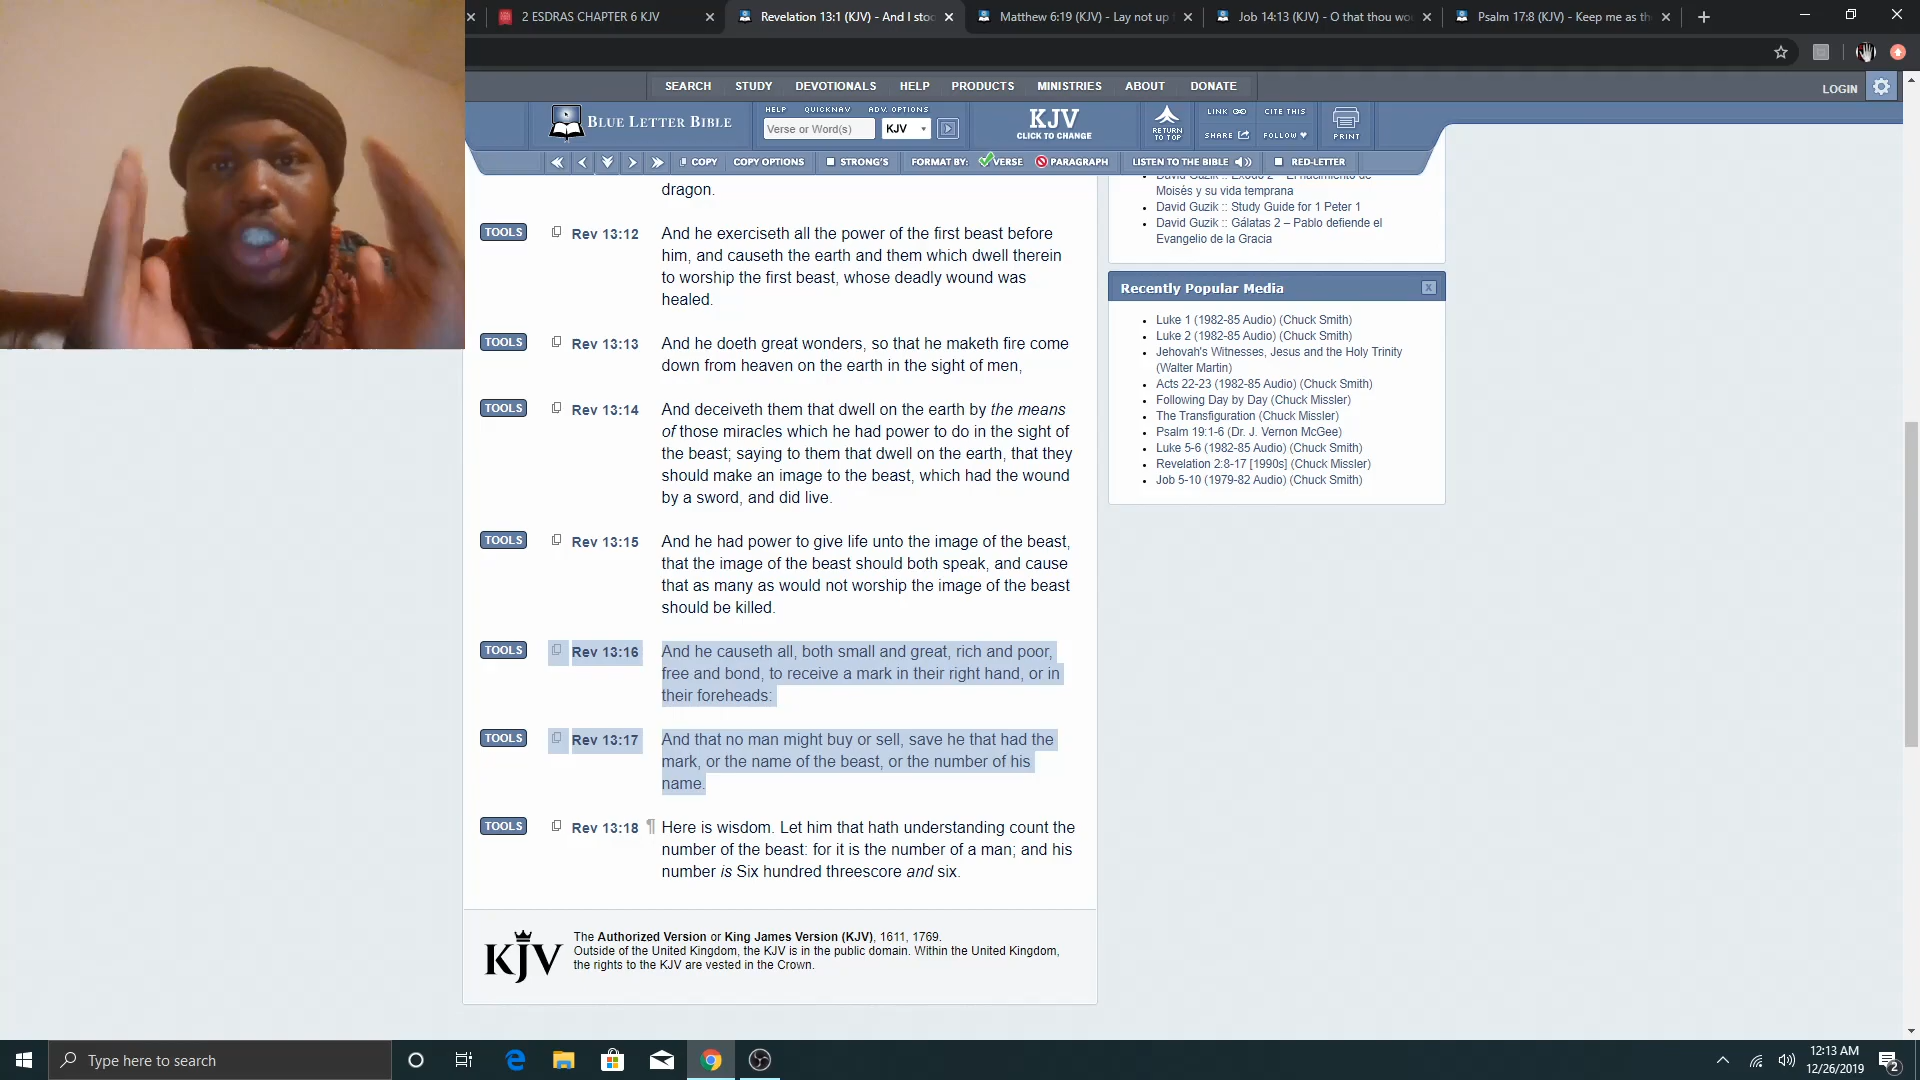 2 ESDRAS CHAPTER 6 KJV
Revelation 13:1 (KJV) - And I stoo
Matthew 6:19 (KJV) - Lay not up
Job 14:13 (KJV) - O that thou wo
Psalm 17:8 (KJV) - Keep me as th
SEARCH STUDY DEVOTIONALS HELP PRODUCTS MINISTRIES ABOUT DONATE
LOGIN
BLUE LETTER BIBLE
HELP QUICKNAV ADV. OPTIONS
Verse or Word(s) KJV
KJV
CLICK TO CHANGE
RETURN
TO TOP
LINK CITE THIS
SHARE FOLLOW
PRINT
COPY COPY OPTIONS STRONG'S FORMAT BY: VERSE PARAGRAPH LISTEN TO THE BIBLE RED-LETTER
dragon.
TOOLS Rev 13:12 And he exerciseth all the power of the first beast before
him, and causeth the earth and them which dwell therein
to worship the first beast, whose deadly wound was
healed.
TOOLS Rev 13:13 And he doeth great wonders, so that he maketh fire come
down from heaven on the earth in the sight of men,
TOOLS Rev 13:14 And deceiveth them that dwell on the earth by the means
of those miracles which he had power to do in the sight of
the beast; saying to them that dwell on the earth, that they
should make an image to the beast, which had the wound
by a sword, and did live.
TOOLS Rev 13:15 And he had power to give life unto the image of the beast,
that the image of the beast should both speak, and cause
that as many as would not worship the image of the beast
should be killed.
TOOLS Rev 13:16 And he causeth all, both small and great, rich and poor,
free and bond, to receive a mark in their right hand, or in
their foreheads:
TOOLS Rev 13:17 And that no man might buy or sell, save he that had the
mark, or the name of the beast, or the number of his
name.
TOOLS Rev 13:18 ¶ Here is wisdom. Let him that hath understanding count the
number of the beast: for it is the number of a man; and his
number is Six hundred threescore and six.
KJV
The Authorized Version or King James Version (KJV), 1611, 1769.
Outside of the United Kingdom, the KJV is in the public domain. Within the United Kingdom,
the rights to the KJV are vested in the Crown.
Moisés y su vida temprana
David Guzik :: Study Guide for 1 Peter 1
David Guzik :: Gálatas 2 – Pablo defiende el
Evangelio de la Gracia
Recently Popular Media
Luke 1 (1982-85 Audio) (Chuck Smith)
Luke 2 (1982-85 Audio) (Chuck Smith)
Jehovah's Witnesses, Jesus and the Holy Trinity
(Walter Martin)
Acts 22-23 (1982-85 Audio) (Chuck Smith)
Following Day by Day (Chuck Missler)
The Transfiguration (Chuck Missler)
Psalm 19:1-6 (Dr. J. Vernon McGee)
Luke 5-6 (1982-85 Audio) (Chuck Smith)
Revelation 2:8-17 [1990s] (Chuck Missler)
Job 5-10 (1979-82 Audio) (Chuck Smith)
Type here to search
12:13 AM
12/26/2019
2